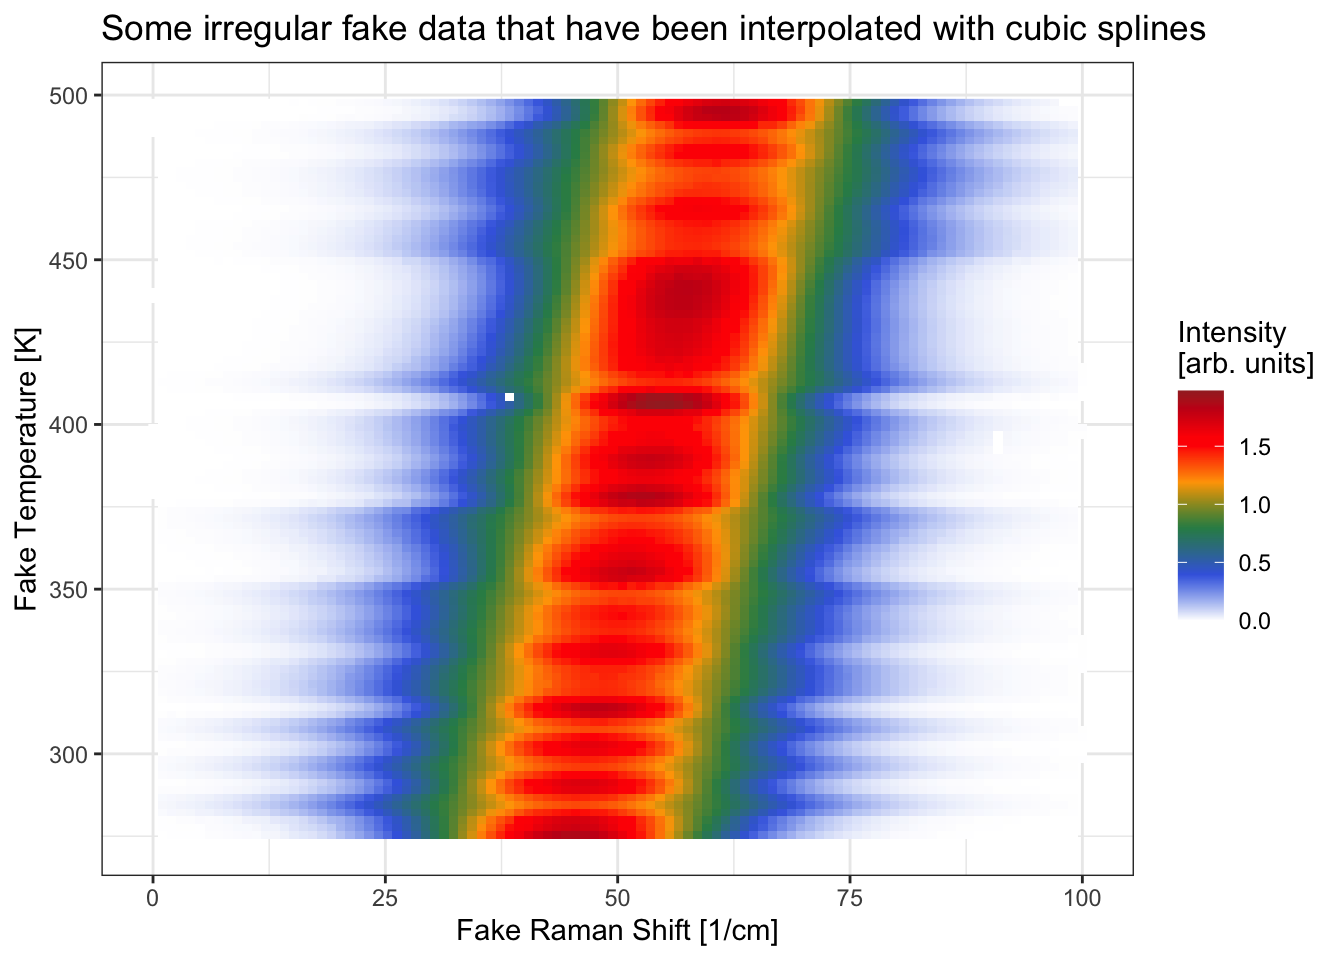 Some irregular fake data that have been interpolated with cubic splines
500
450
400
350
300
Fake Temperature [K]
0 25 50 75 100
Fake Raman Shift [1/cm]
Intensity
[arb. units]
1.5
1.0
0.5
0.0